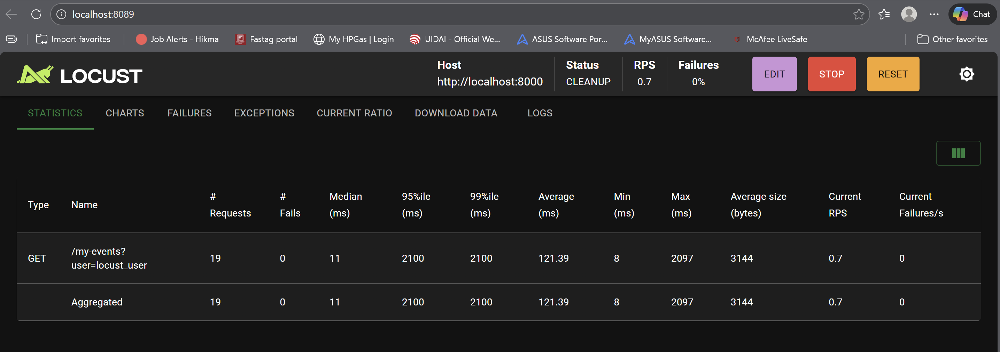 localhost:8089
Chat
Import favorites
Job Alerts - Hikma
Fastag portal
My HPGas | Login
UIDAI - Official We...
ASUS Software Por...
MyASUS Software...
McAfee LiveSafe
Other favorites
LOCUST
Host
http://localhost:8000
Status
CLEANUP
RPS
0.7
Failures
0%
EDIT
STOP
RESET
STATISTICS CHARTS FAILURES EXCEPTIONS CURRENT RATIO DOWNLOAD DATA LOGS
Type Name # Requests # Fails Median (ms) 95%ile (ms) 99%ile (ms) Average (ms) Min (ms) Max (ms) Average size (bytes) Current RPS Current Failures/s
GET /my-events?user=locust_user 19 0 11 2100 2100 121.39 8 2097 3144 0.7 0
Aggregated 19 0 11 2100 2100 121.39 8 2097 3144 0.7 0